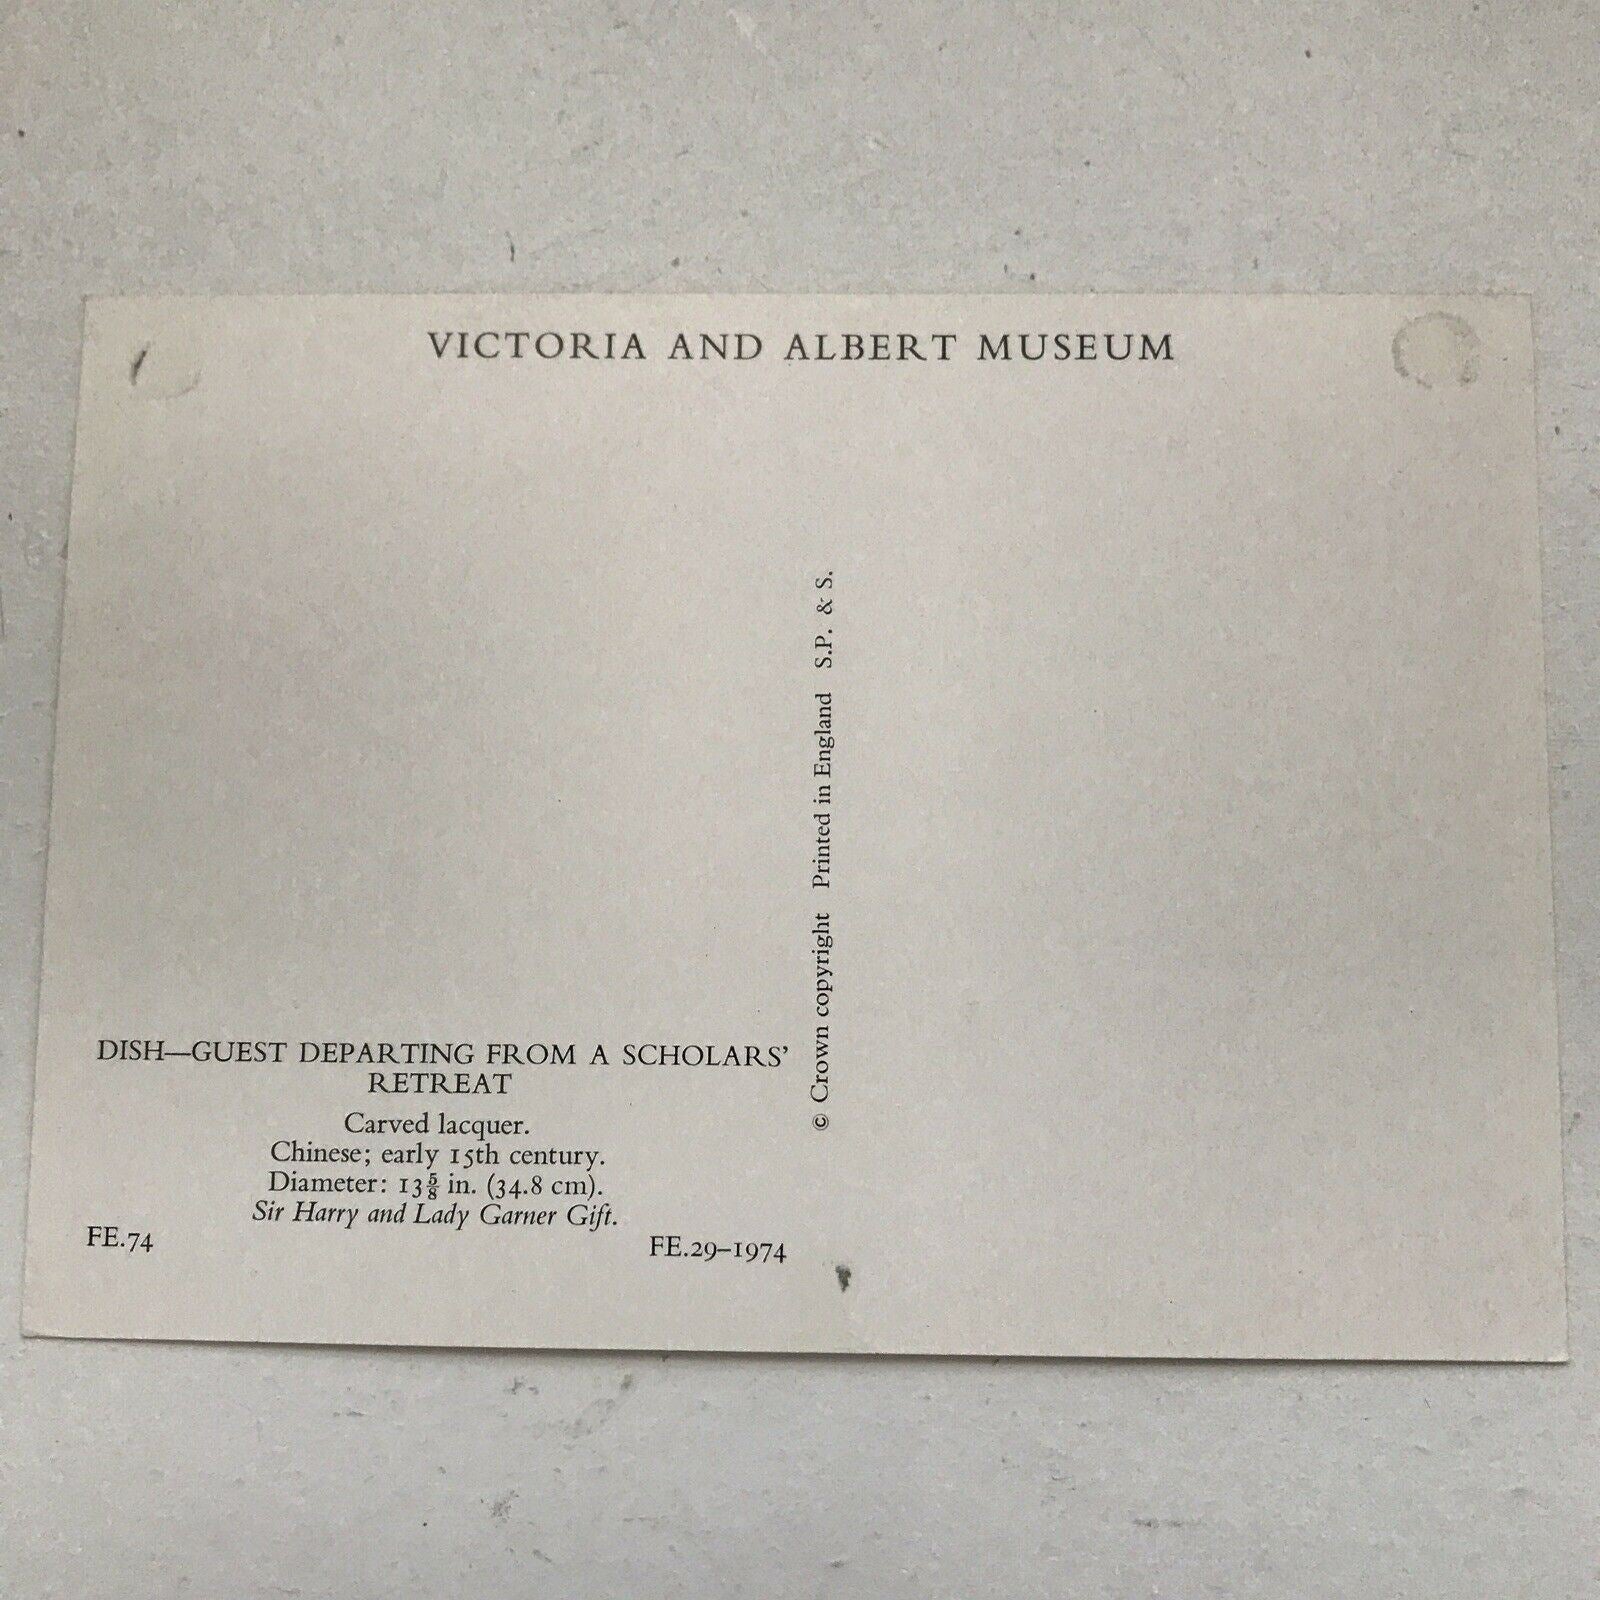 VICTORIA AND ALBERT MUSEUM
© Crown copyright Printed in England S.P. & S.
DISH—GUEST DEPARTING FROM A SCHOLARS’
RETREAT
Carved lacquer.
Chinese; early 15th century.
Diameter: 13⅝ in. (34.8 cm).
Sir Harry and Lady Garner Gift.
FE.74 FE.29–1974